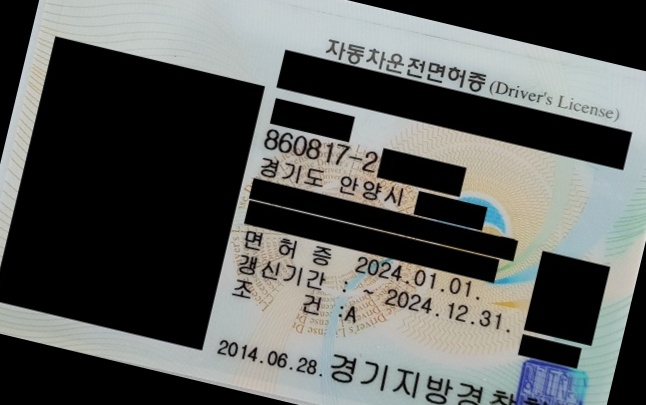 자동차운전면허증 (Driver's License)
860817-2
경기도 안양시
면 허 증
갱신기간 : 2024.01.01.
~ 2024.12.31.
조 건 :A
2014.06.28. 경기지방경찰